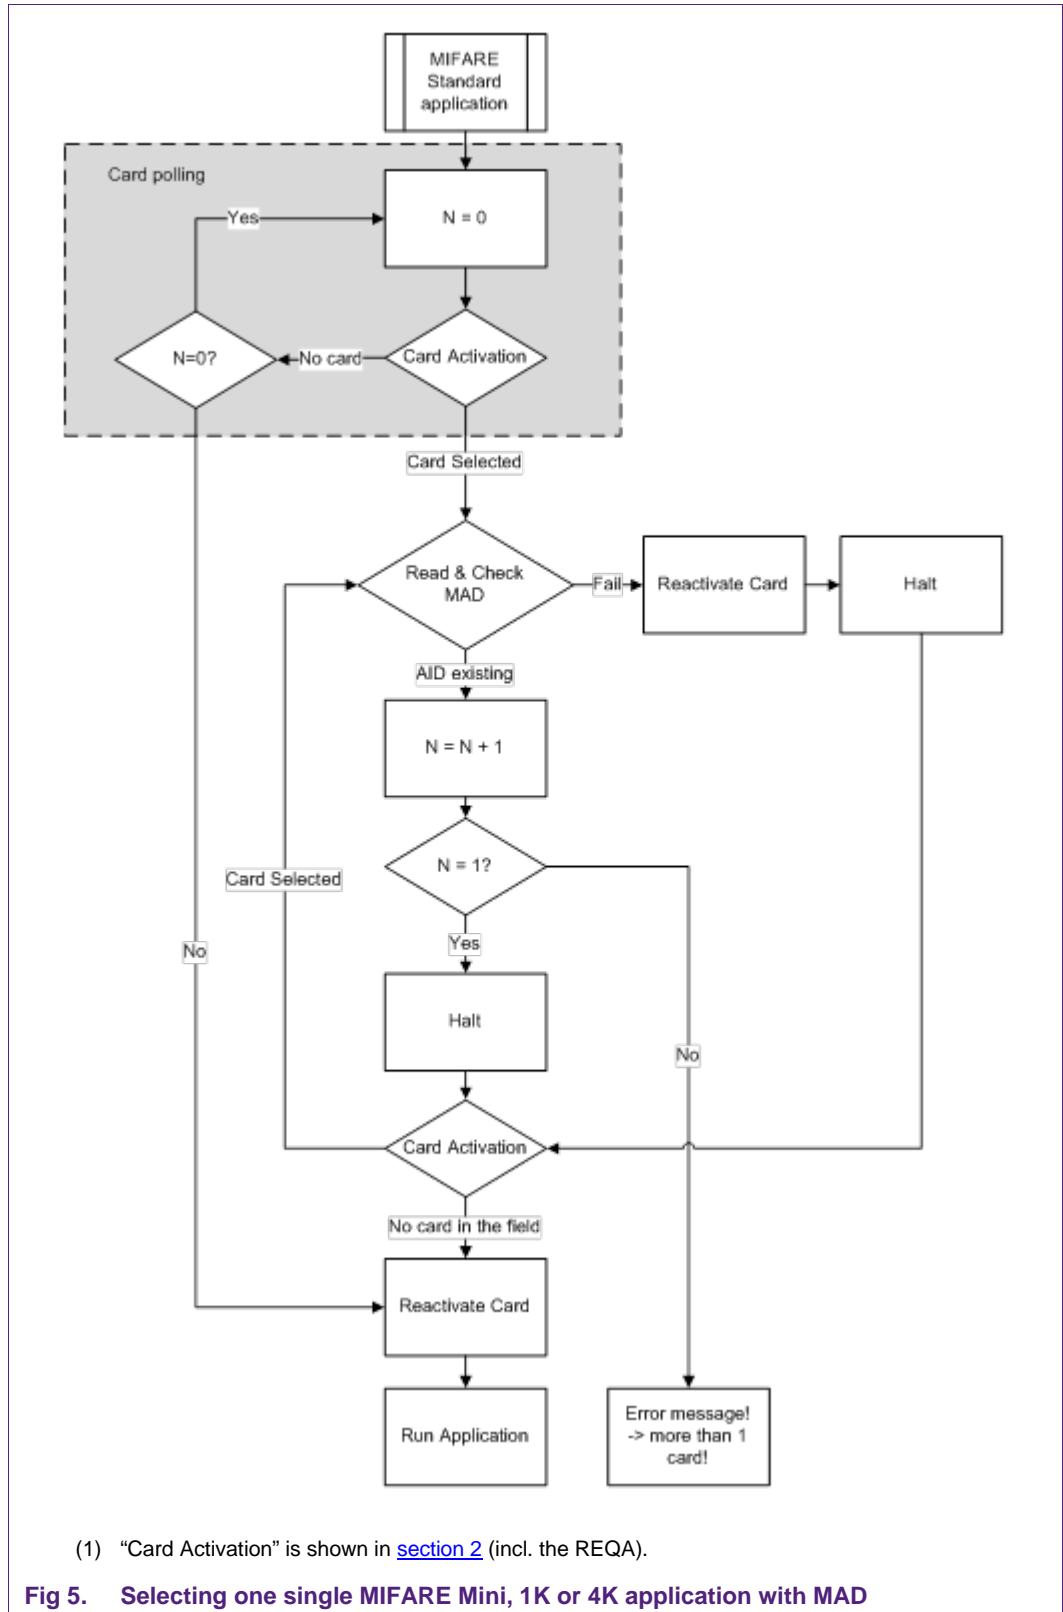 MIFARE
Standard
application
Card polling
Yes
N = 0
N=0?
No card
Card Activation
Card Selected
Read & Check
MAD
Fail
Reactivate Card
Halt
AID existing
N = N + 1
N = 1?
Card Selected
Yes
No
Halt
No
Card Activation
No card in the field
Reactivate Card
Run Application
Error message!
-> more than 1
card!
(1) “Card Activation” is shown in section 2 (incl. the REQA).
Fig 5. Selecting one single MIFARE Mini, 1K or 4K application with MAD